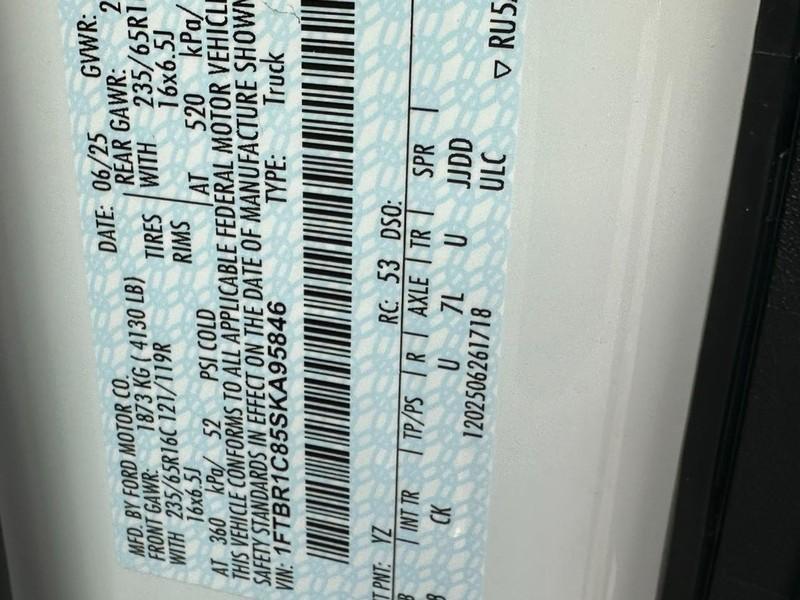 MFD. BY FORD MOTOR CO.
DATE: 06/25 GVWR: 2
FRONT GAWR: 1873 KG ( 4130 LB) REAR GAWR:
WITH 235/65R16C 121/119R TIRES WITH 235/65R1
16x6.5J RIMS 16x6.5J
AT 360 kPa/ 52 PSI COLD AT 520 kPa/
THIS VEHICLE CONFORMS TO ALL APPLICABLE FEDERAL MOTOR VEHICLE
SAFETY STANDARDS IN EFFECT ON THE DATE OF MANUFACTURE SHOWN
VIN: 1FTBR1C85SKA95846 TYPE: Truck
T PNT: YZ RC: 53 DSO:
B INT TR TP/PS R AXLE TR SPR
B CK U 7L U JJDD
1202506261718 ULC
▽ RU5